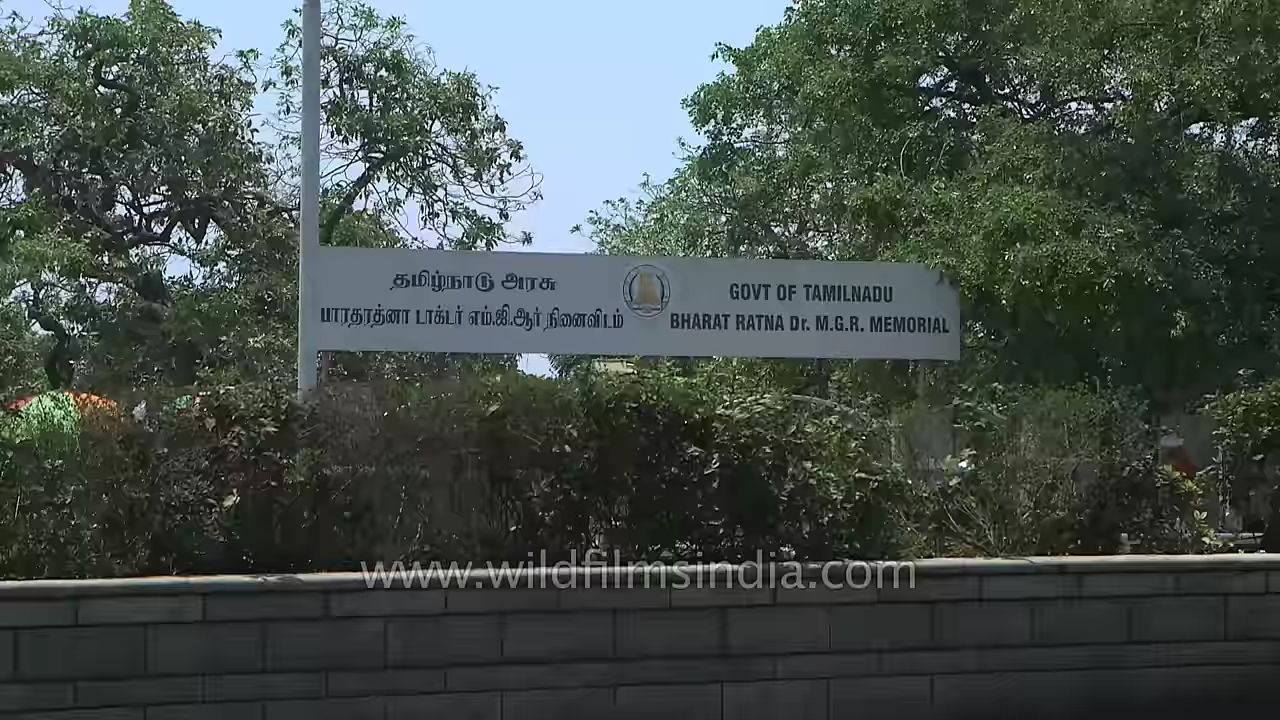 தமிழ்நாடு அரசு
பாரதரத்னா டாக்டர் எம்.ஜி.ஆர் நினைவிடம்
GOVT OF TAMILNADU
BHARAT RATNA Dr. M.G.R. MEMORIAL
www.wildfilmsindia.com